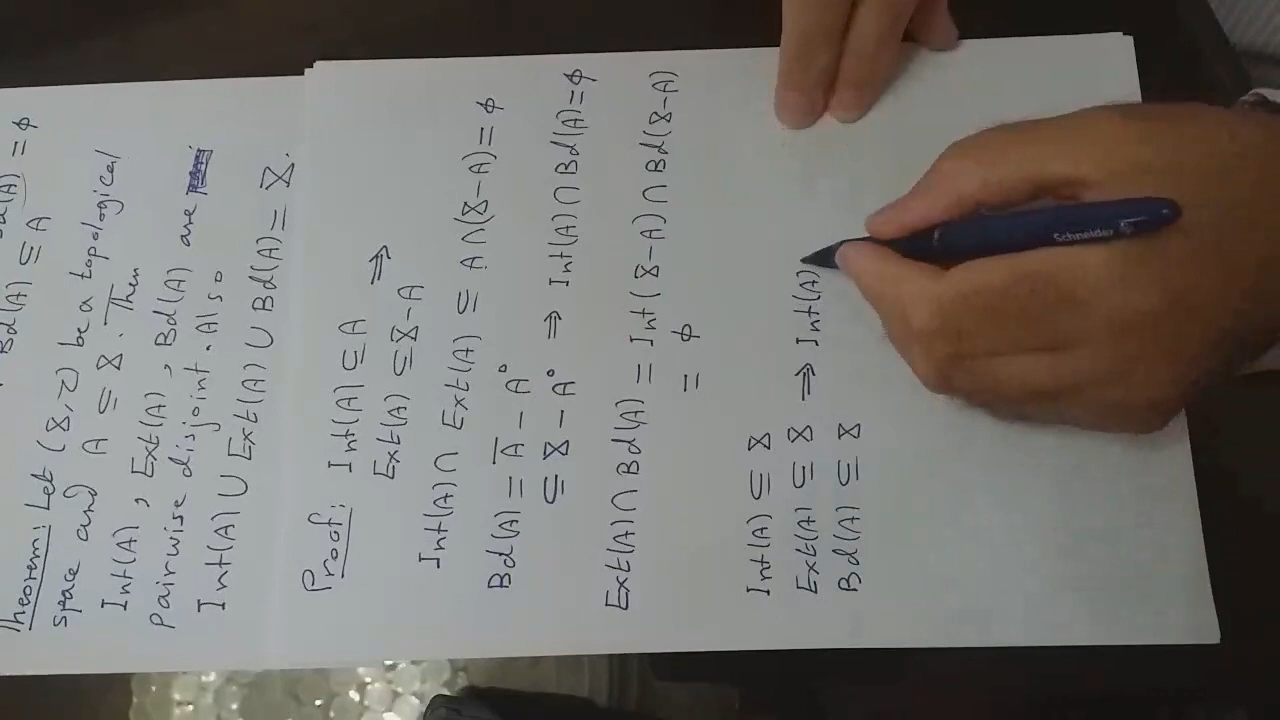 Bd(A) ⊆ A
Theorem: Let (X, τ) be a topological
space and A ⊆ X. Then
Int(A), Ext(A), Bd(A) are
pairwise disjoint. Also
Int(A) ∪ Ext(A) ∪ Bd(A) = X.
Proof: Int(A) ⊆ A
Ext(A) ⊆ X - A ⇒
Int(A) ∩ Ext(A) ⊆ A ∩ (X - A) = ϕ
Bd(A) = A̅ - A°
⊆ X - A° ⇒ Int(A) ∩ Bd(A) = ϕ
Ext(A) ∩ Bd(A) = Int(X - A) ∩ Bd(X - A)
= ϕ
Int(A) ⊆ X
Ext(A) ⊆ X ⇒ Int(A)
Bd(A) ⊆ X
Schneider